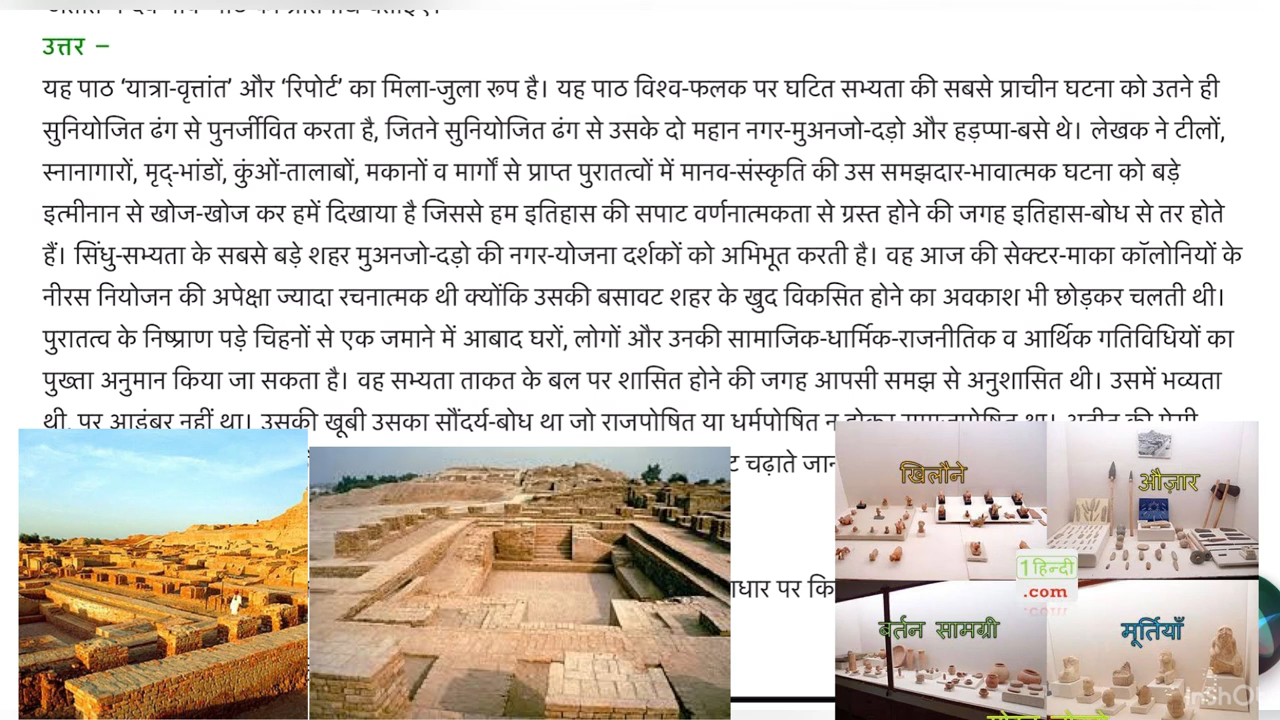 उत्तर –
यह पाठ ‘यात्रा-वृत्तांत’ और ‘रिपोर्ट’ का मिला-जुला रूप है। यह पाठ विश्व-फलक पर घटित सभ्यता की सबसे प्राचीन घटना को उतने ही
सुनियोजित ढंग से पुनर्जीवित करता है, जितने सुनियोजित ढंग से उसके दो महान नगर-मुअनजो-दड़ो और हड़प्पा-बसे थे। लेखक ने टीलों,
स्नानागारों, मृद्-भांडों, कुंओं-तालाबों, मकानों व मार्गों से प्राप्त पुरातत्वों में मानव-संस्कृति की उस समझदार-भावात्मक घटना को बड़े
इत्मीनान से खोज-खोज कर हमें दिखाया है जिससे हम इतिहास की सपाट वर्णनात्मकता से ग्रस्त होने की जगह इतिहास-बोध से तर होते
हैं। सिंधु-सभ्यता के सबसे बड़े शहर मुअनजो-दड़ो की नगर-योजना दर्शकों को अभिभूत करती है। वह आज की सेक्टर-माका कॉलोनियों के
नीरस नियोजन की अपेक्षा ज्यादा रचनात्मक थी क्योंकि उसकी बसावट शहर के खुद विकसित होने का अवकाश भी छोड़कर चलती थी।
पुरातत्व के निष्प्राण पड़े चिहनों से एक जमाने में आबाद घरों, लोगों और उनकी सामाजिक-धार्मिक-राजनीतिक व आर्थिक गतिविधियों का
पुख्ता अनुमान किया जा सकता है। वह सभ्यता ताकत के बल पर शासित होने की जगह आपसी समझ से अनुशासित थी। उसमें भव्यता
थी, पर आडंबर नहीं था। उसकी खूबी उसका सौंदर्य-बोध था जो राजपोषित या धर्मपोषित न
चढ़ाते
पर
खिलौने
औज़ार
1हिन्दी
.com
बर्तन सामग्री
मूर्तियाँ